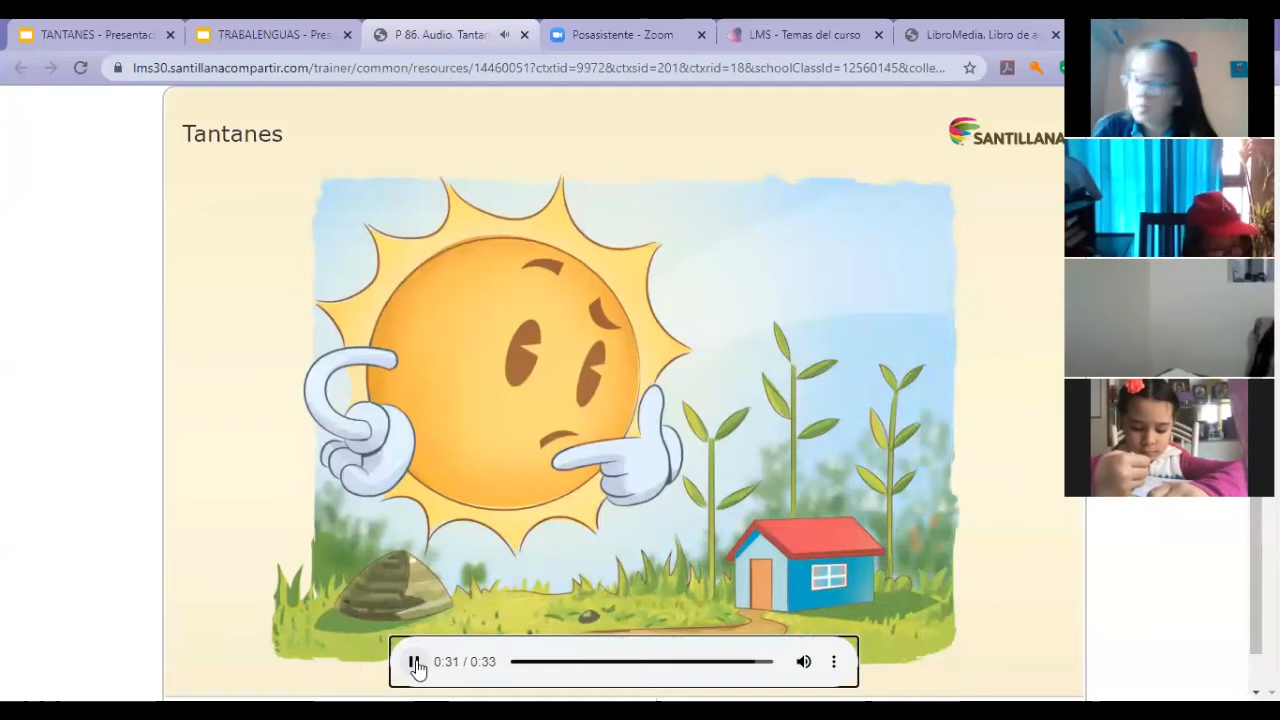 TANTANES - Presentac
TRABALENGUAS - Pres
P 86. Audio. Tantan
Posasistente - Zoom
LMS - Temas del curso
LibroMedia. Libro de a
lms30.santillanacompartir.com/trainer/common/resources/14460051?ctxtid=9972&ctxsid=201&ctxrid=18&schoolClassId=12560145&colle...
Tantanes
SANTILLANA
0:31 / 0:33